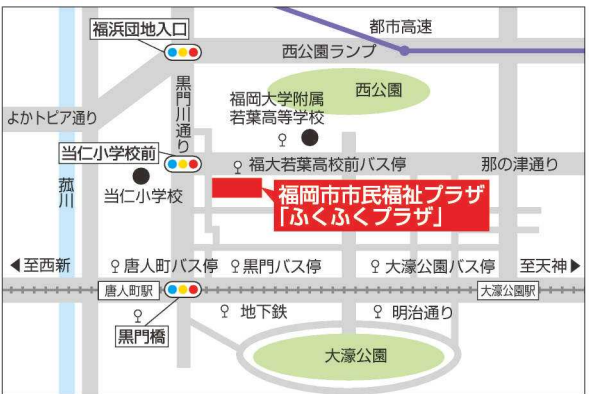 都市高速
福浜団地入口
西公園ランプ
黒門川通り
福岡大学附属
若葉高等学校
西公園
よかトピア通り
当仁小学校前
福大若葉高校前バス停
那の津通り
菰川
当仁小学校
福岡市市民福祉プラザ
「ふくふくプラザ」
◀至西新
唐人町バス停
黒門バス停
大濠公園バス停
至天神▶
唐人町駅
大濠公園駅
地下鉄
明治通り
黒門橋
大濠公園